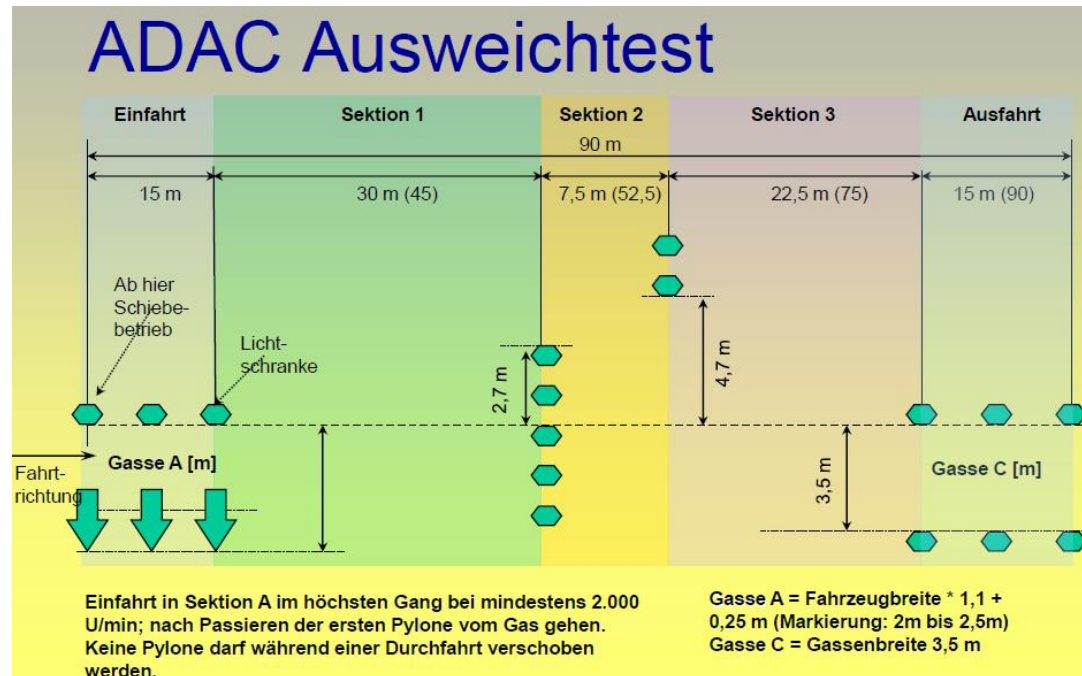 ADAC Ausweichtest
Einfahrt Sektion 1 Sektion 2 Sektion 3 Ausfahrt
90 m
15 m 30 m (45) 7,5 m (52,5) 22,5 m (75) 15 m (90)
Ab hier
Schiebe-
betrieb
Licht-
schranke
2,7 m
4,7 m
Gasse A [m]
Fahrt-
richtung
3,5 m
Gasse C [m]
Einfahrt in Sektion A im höchsten Gang bei mindestens 2.000
U/min; nach Passieren der ersten Pylone vom Gas gehen.
Keine Pylone darf während einer Durchfahrt verschoben
werden.
Gasse A = Fahrzeugbreite * 1,1 +
0,25 m (Markierung: 2m bis 2,5m)
Gasse C = Gassenbreite 3,5 m